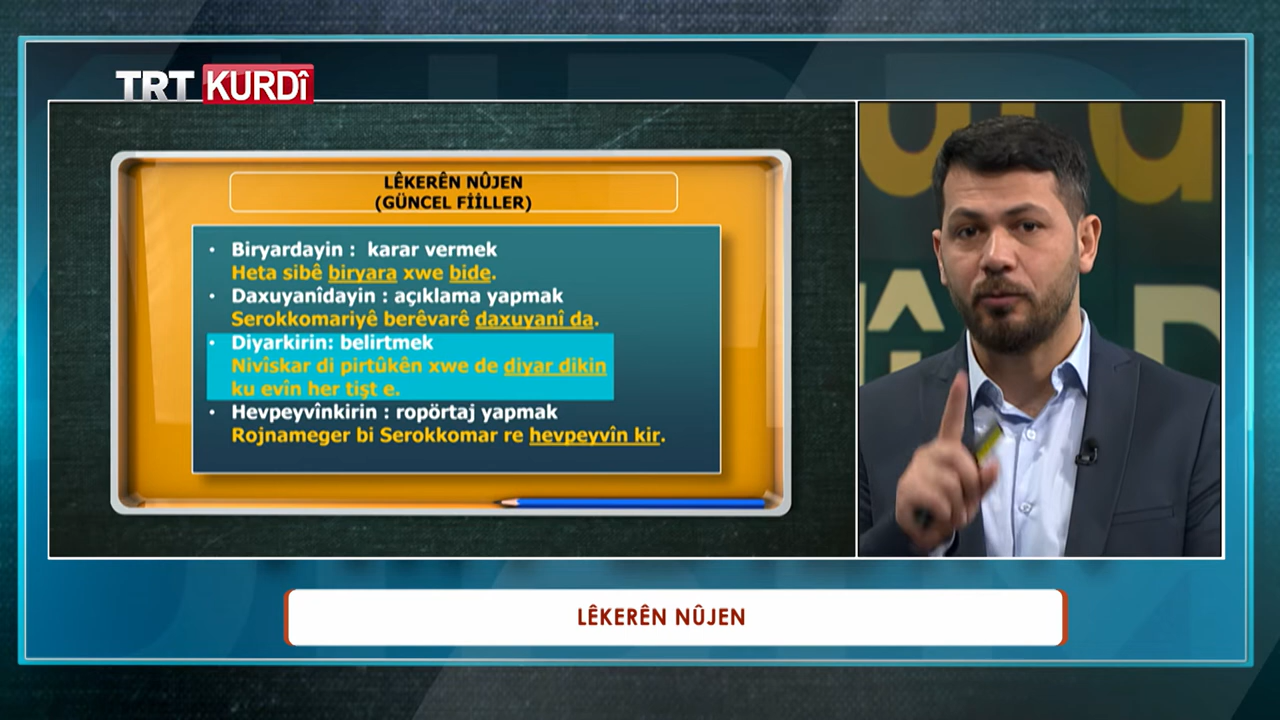 TRT KURDî
LÊKERÊN NÛJEN
(GÜNCEL FİİLLER)
• Biryardayin : karar vermek
Heta sibê biryara xwe bide.
• Daxuyanîdayin : açıklama yapmak
Serokkomariyê berêvarê daxuyanî da.
• Diyarkirin: belirtmek
Nivîskar di pirtûkên xwe de diyar dikin
ku evîn her tişt e.
• Hevpeyvînkirin : ropörtaj yapmak
Rojnameger bi Serokkomar re hevpeyvîn kir.
LÊKERÊN NÛJEN